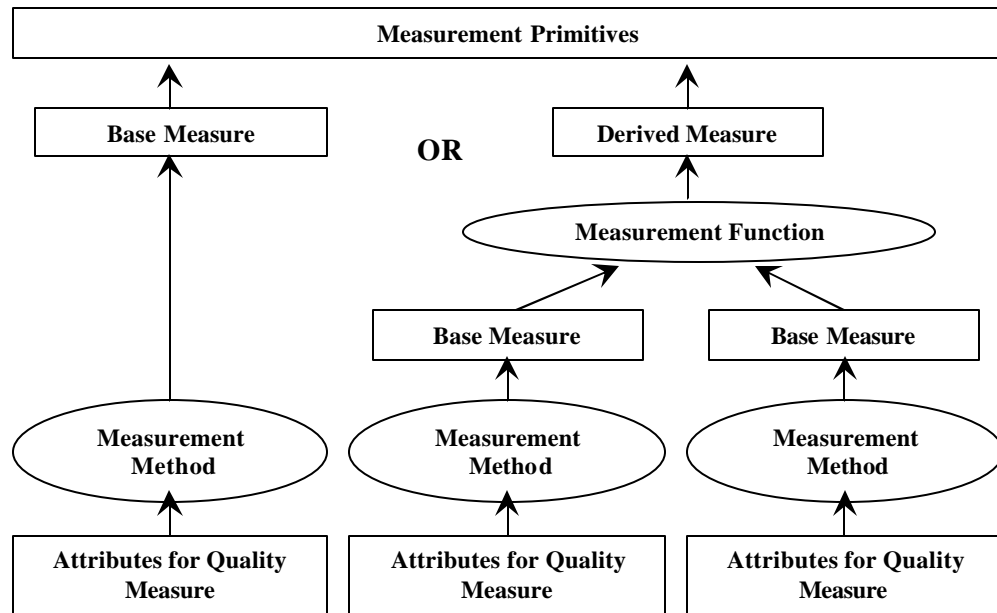 Measurement Primitives
Base Measure
OR
Derived Measure
Measurement Function
Base Measure
Base Measure
Measurement
Method
Measurement
Method
Measurement
Method
Attributes for Quality
Measure
Attributes for Quality
Measure
Attributes for Quality
Measure